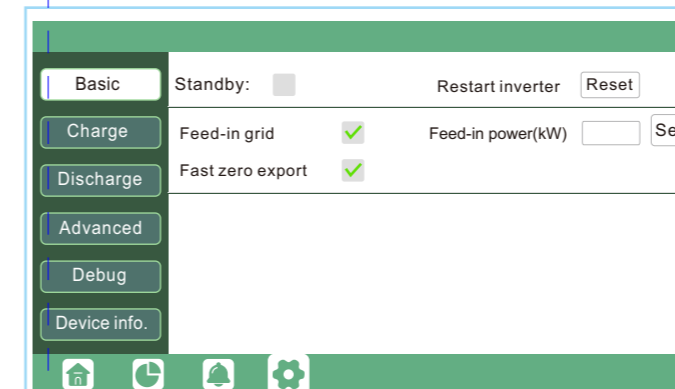 Basic
Standby:
Restart inverter
Reset
Charge
Feed-in grid
Feed-in power(kW)
Se
Discharge
Fast zero export
Advanced
Debug
Device info.